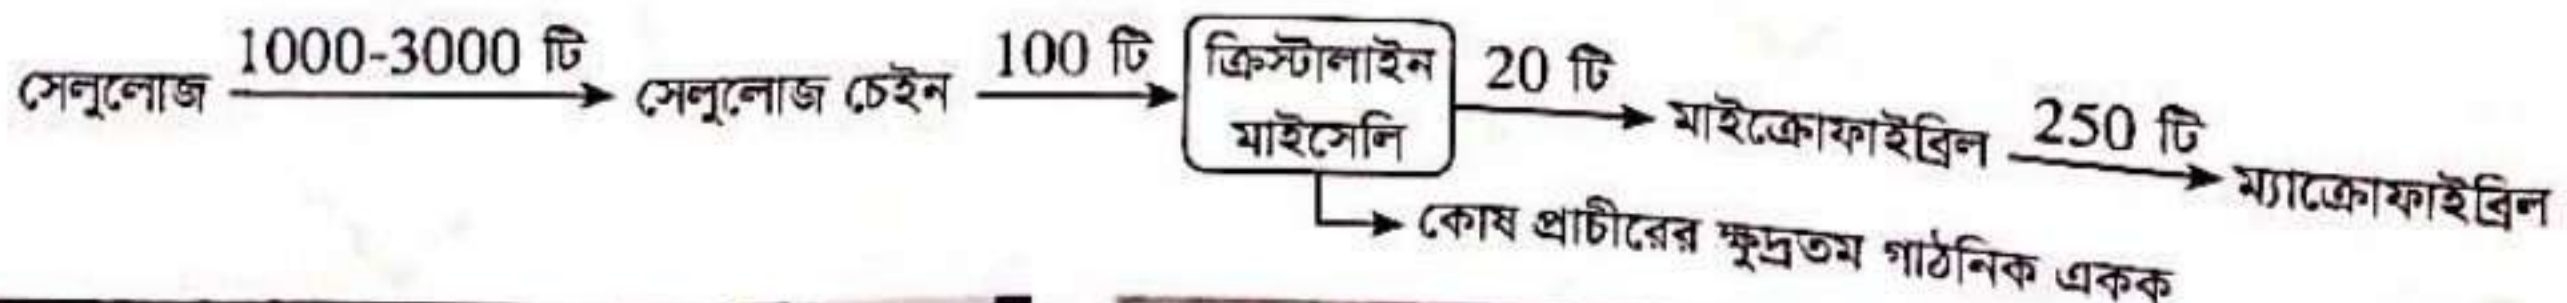 সেলুলোজ 1000-3000 টি সেলুলোজ চেইন 100 টি ক্রিস্টালাইন মাইসেলি 20 টি মাইক্রোফাইব্রিল 250 টি ম্যাক্রোফাইব্রিল
কোষ প্রাচীরের ক্ষুদ্রতম গাঠনিক একক